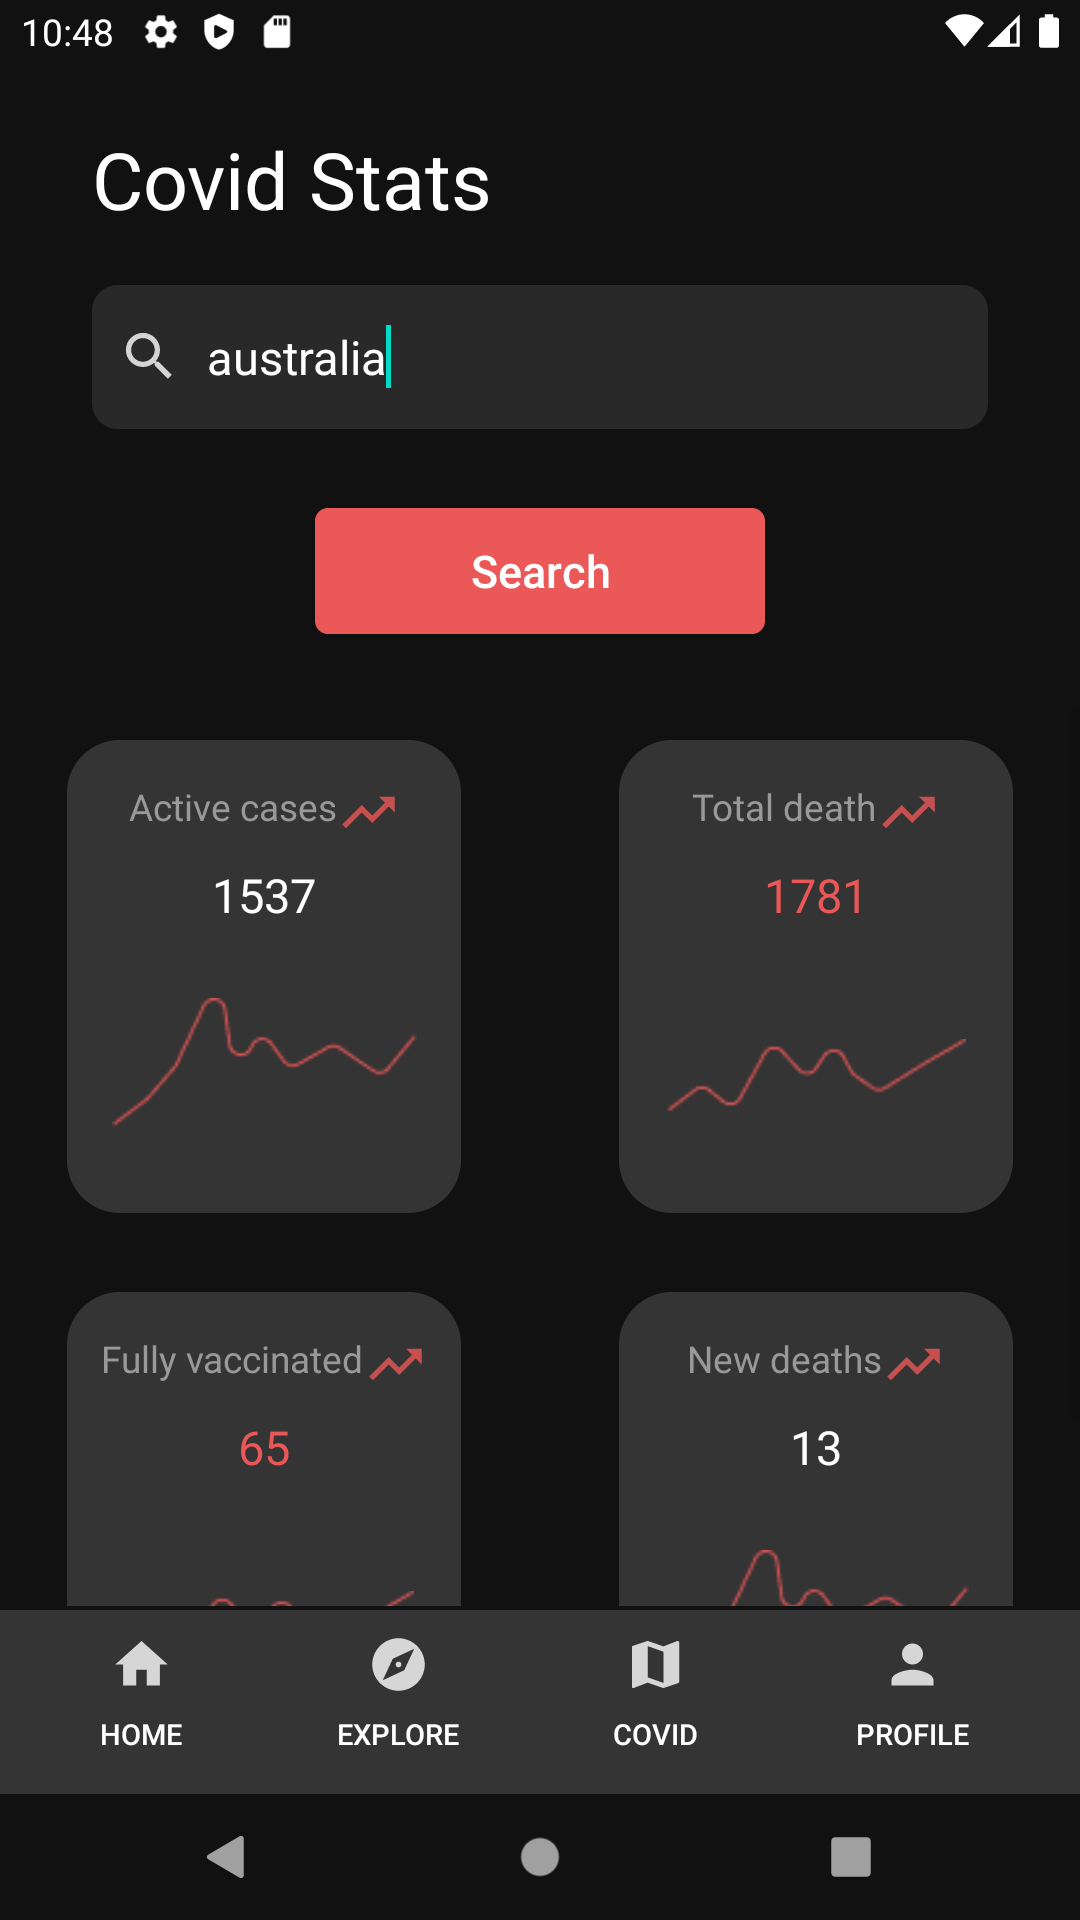 10:48
Covid Stats
australia
Search
Active cases
Total death
1537
1781
Fully vaccinated
New deaths
65
13
HOME
EXPLORE
COVID
PROFILE